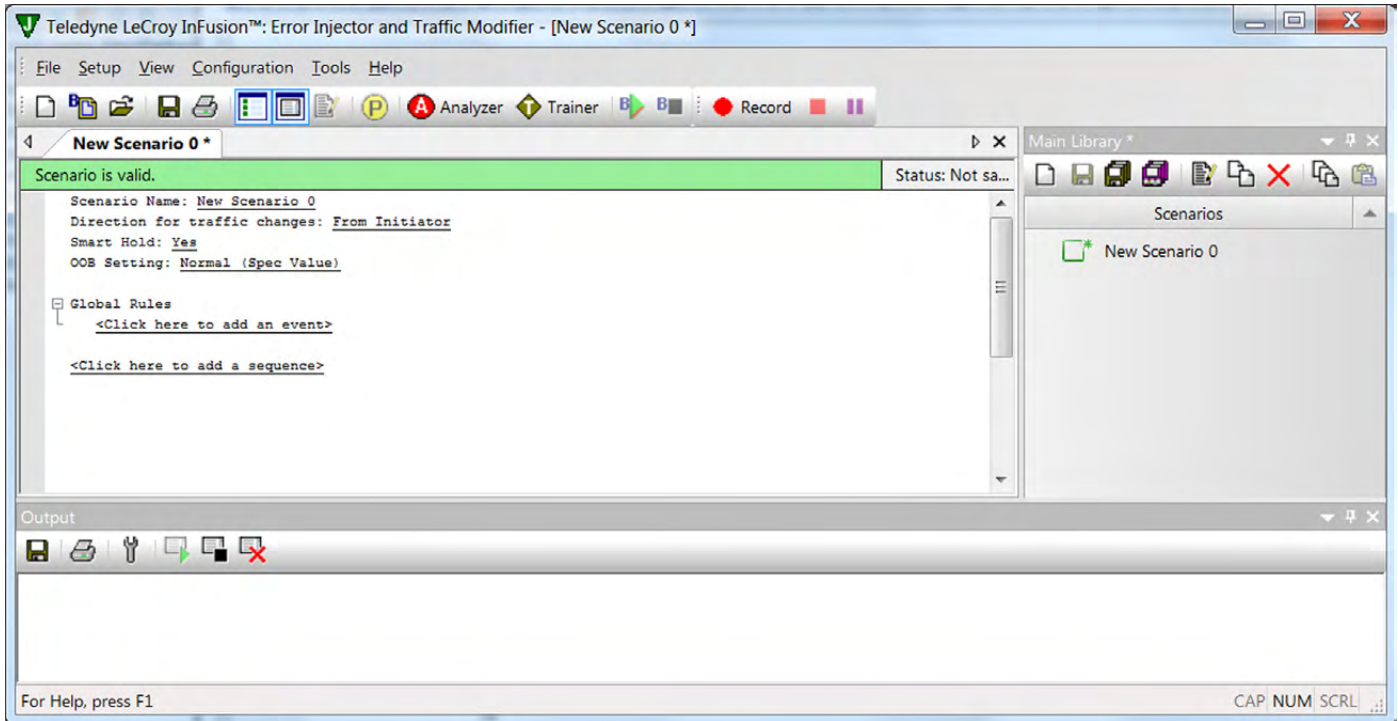 Teledyne LeCroy InFusion™: Error Injector and Traffic Modifier - [New Scenario 0 *]
File Setup View Configuration Tools Help
B P A Analyzer T Trainer B B Record
New Scenario 0 *
Main Library *
Scenario is valid.
Status: Not sa...
Scenario Name: New Scenario 0
Direction for traffic changes: From Initiator
Smart Hold: Yes
OOB Setting: Normal (Spec Value)
Global Rules
<Click here to add an event>
<Click here to add a sequence>
Scenarios
New Scenario 0
Output
For Help, press F1
CAP NUM SCRL